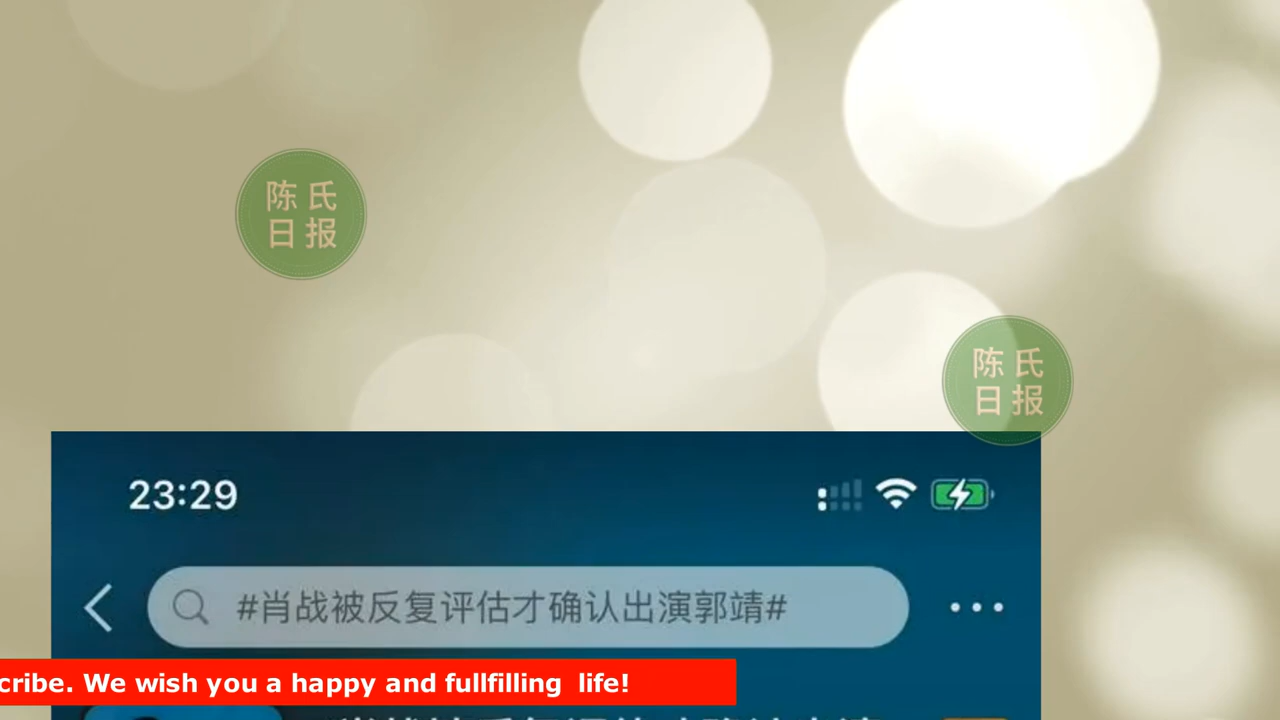 陈氏
日报
陈氏
日报
23:29
#肖战被反复评估才确认出演郭靖#
cribe. We wish you a happy and fullfilling life!